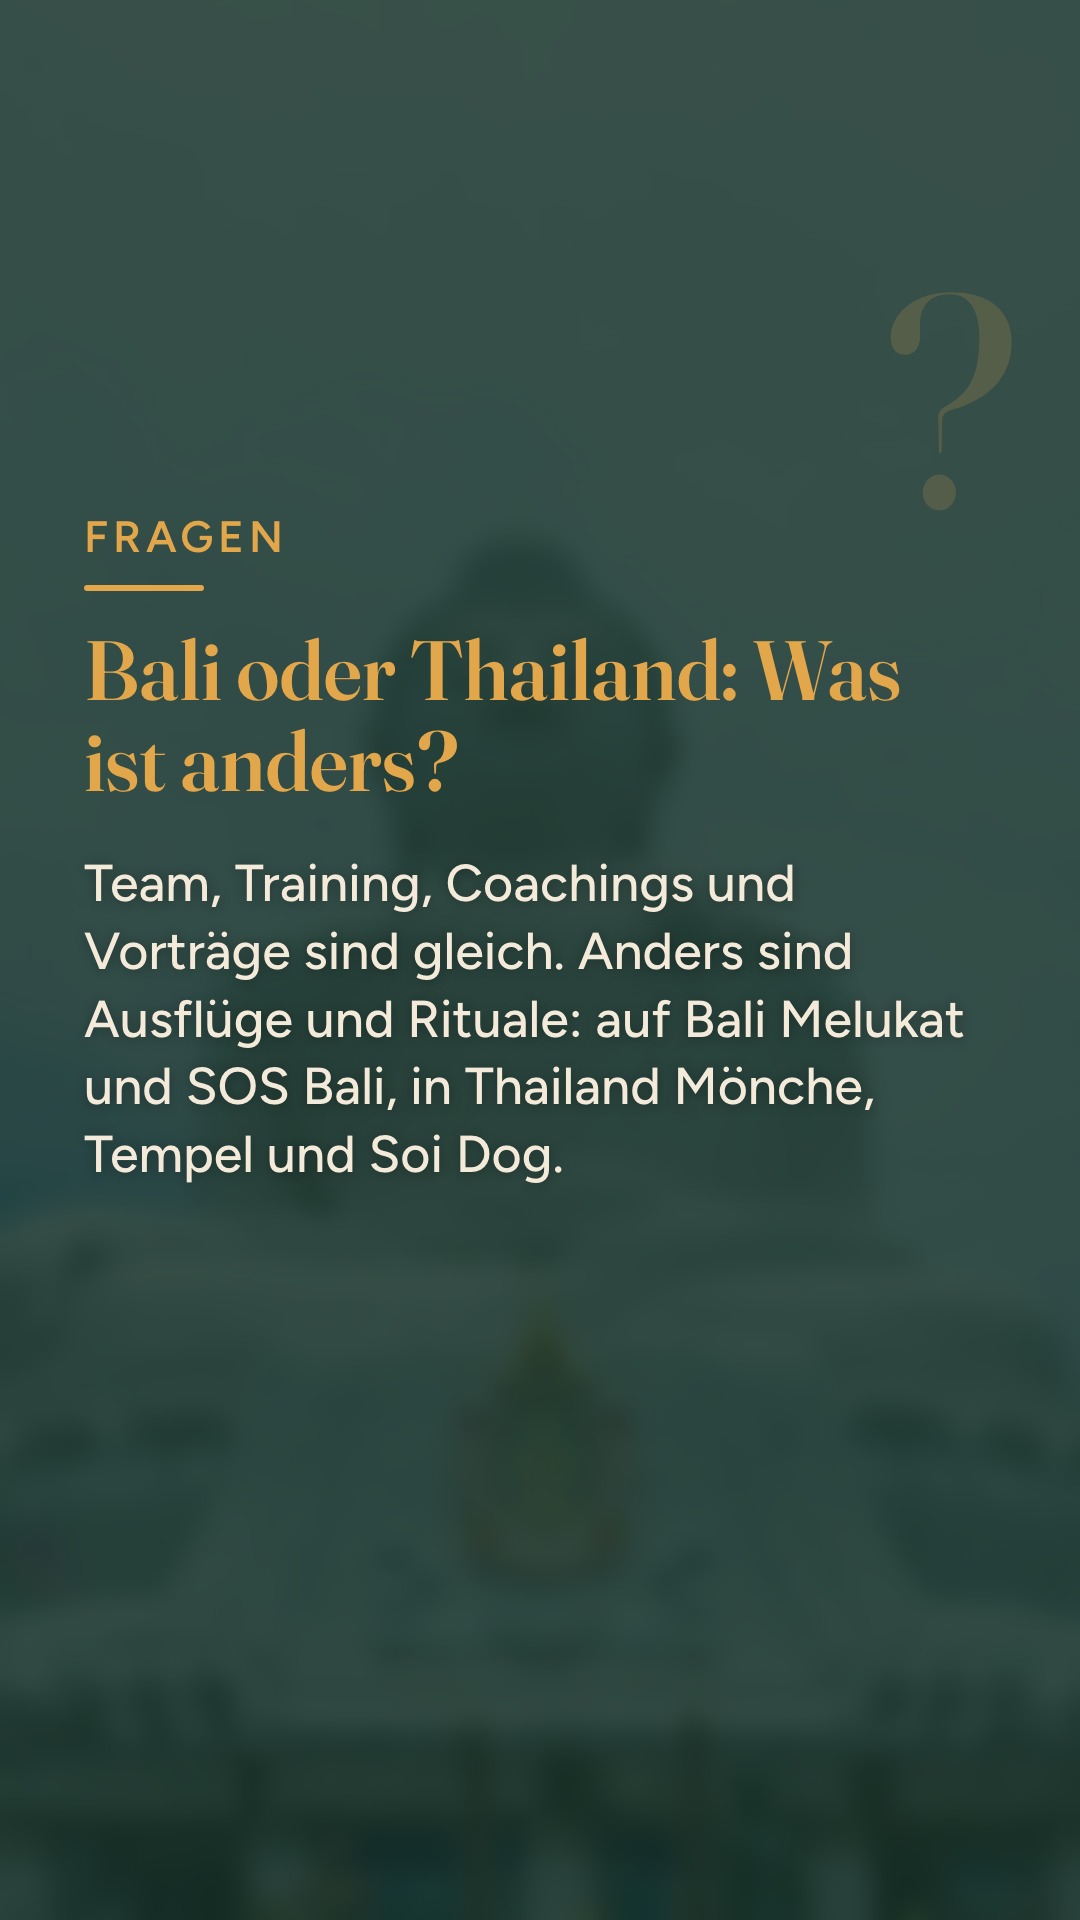 ?
FRAGEN
Bali oder Thailand: Was
ist anders?
Team, Training, Coachings und
Vorträge sind gleich. Anders sind
Ausflüge und Rituale: auf Bali Melukat
und SOS Bali, in Thailand Mönche,
Tempel und Soi Dog.